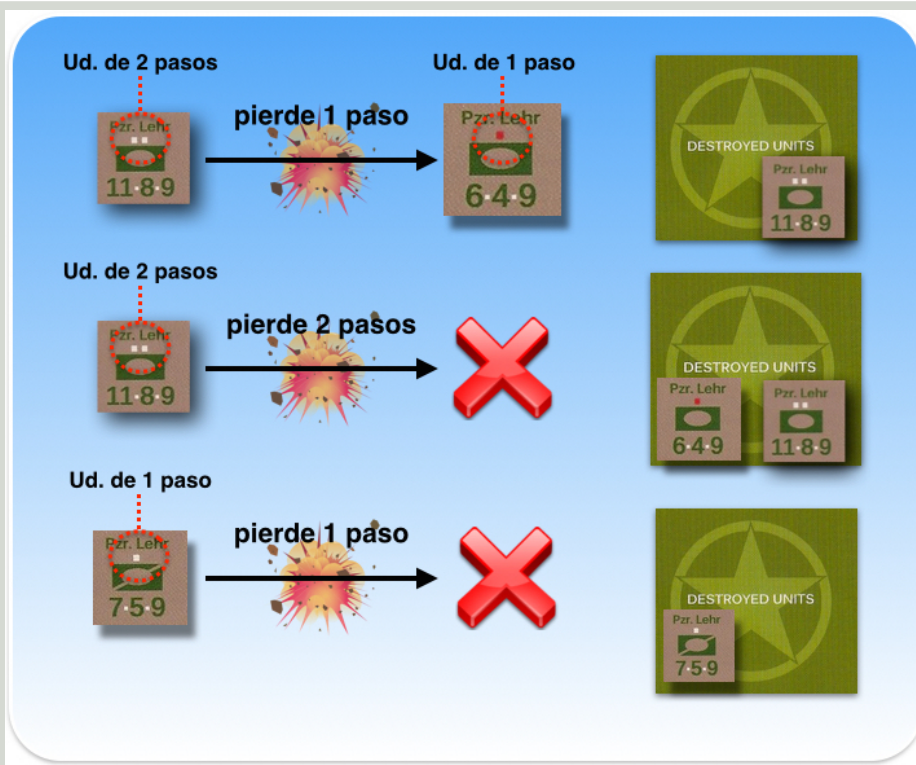 Ud. de 2 pasos
Ud. de 1 paso
Pzr. Lehr
11·8·9
pierde 1 paso
Pzr. Lehr
6·4·9
DESTROYED UNITS
Pzr. Lehr
11·8·9
Ud. de 2 pasos
Pzr. Lehr
11·8·9
pierde 2 pasos
DESTROYED UNITS
Pzr. Lehr
6·4·9
Pzr. Lehr
11·8·9
Ud. de 1 paso
Pzr. Lehr
7·5·9
pierde 1 paso
DESTROYED UNITS
Pzr. Lehr
7·5·9